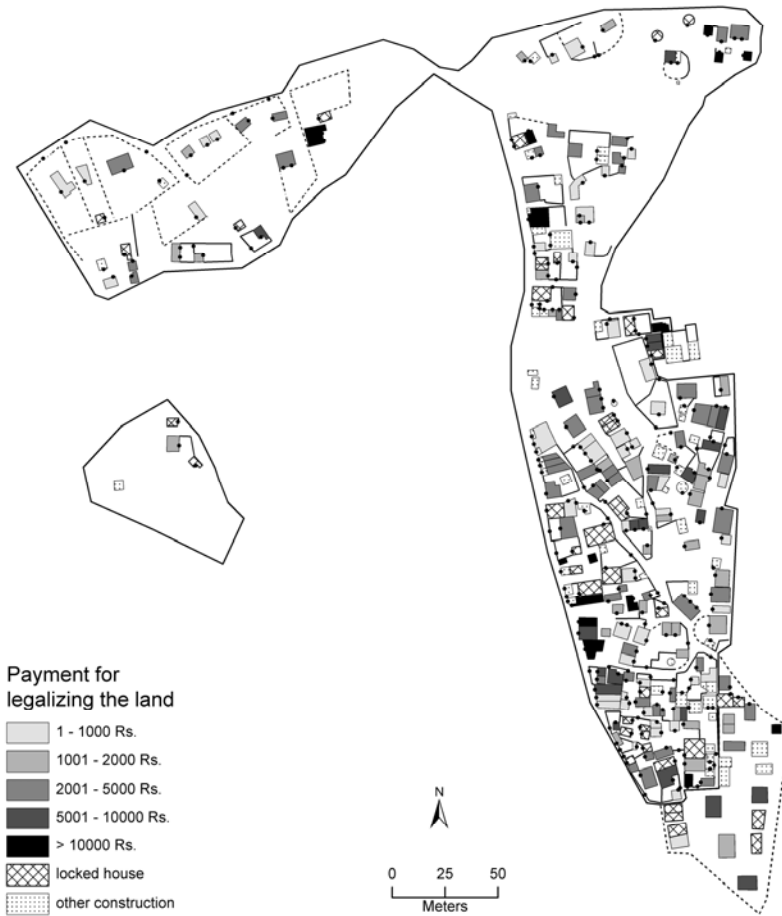 Payment for
legalizing the land
1 - 1000 Rs.
1001 - 2000 Rs.
2001 - 5000 Rs.
5001 - 10000 Rs.
> 10000 Rs.
locked house
other construction
N
0 25 50
Meters